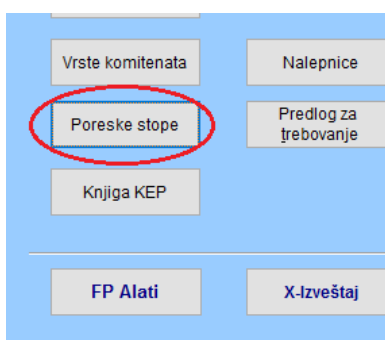 Vrste komitenata
Nalepnice
Poreske stope
Predlog za
trebovanje
Knjiga KEP
FP Alati
X-Izveštaj